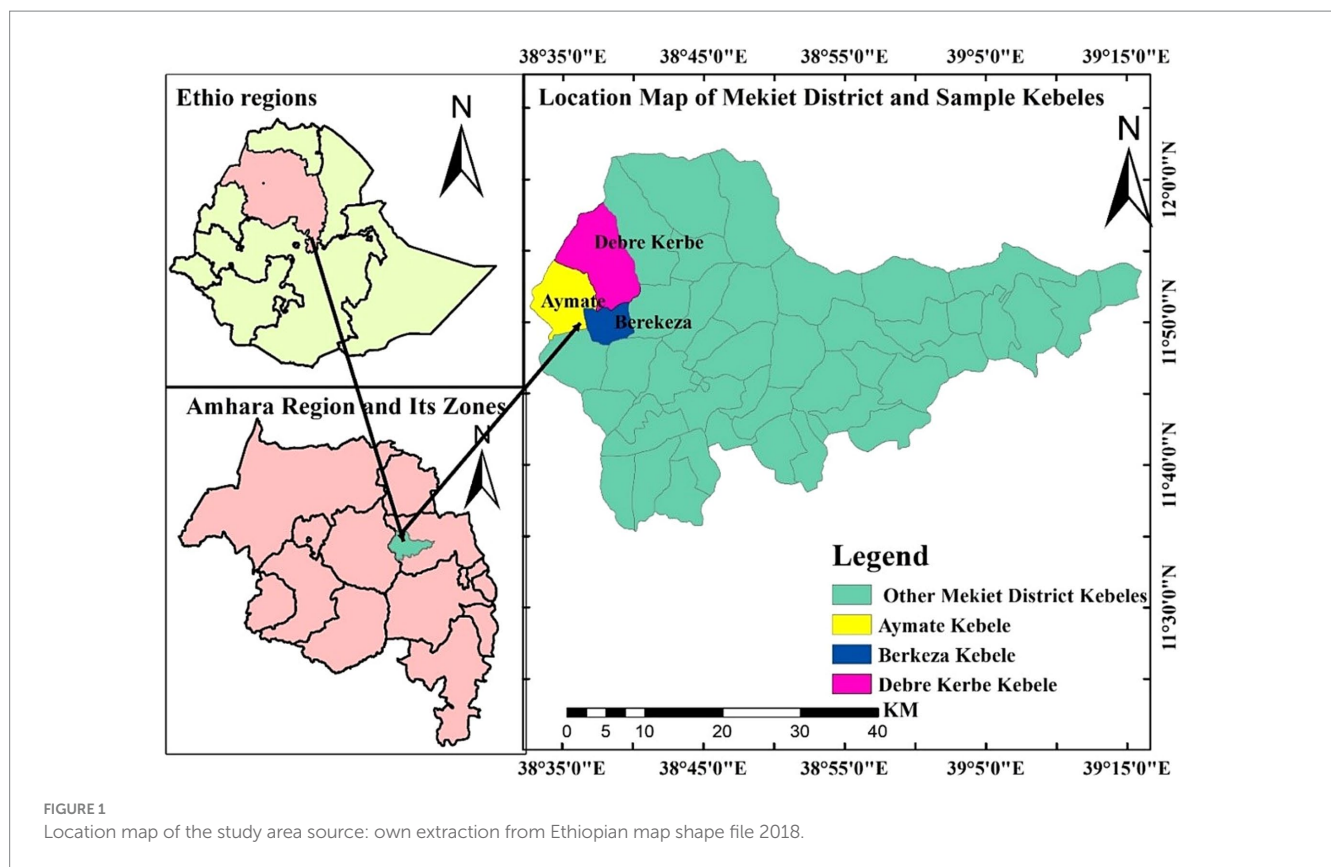 38°35'0"E 38°45'0"E 38°55'0"E 39°5'0"E 39°15'0"E
Ethio regions
N
Location Map of Mekiet District and Sample Kebeles
N
12°0'0"N
Debre Kerbe
Aymate
Berekeza
11°50'0"N
Amhara Region and Its Zones
N
11°40'0"N
11°30'0"N
Legend
Other Mekiet District Kebeles
Aymate Kebele
Berkeza Kebele
Debre Kerbe Kebele
KM
0 5 10 20 30 40
38°35'0"E 38°45'0"E 38°55'0"E 39°5'0"E 39°15'0"E
FIGURE 1
Location map of the study area source: own extraction from Ethiopian map shape file 2018.